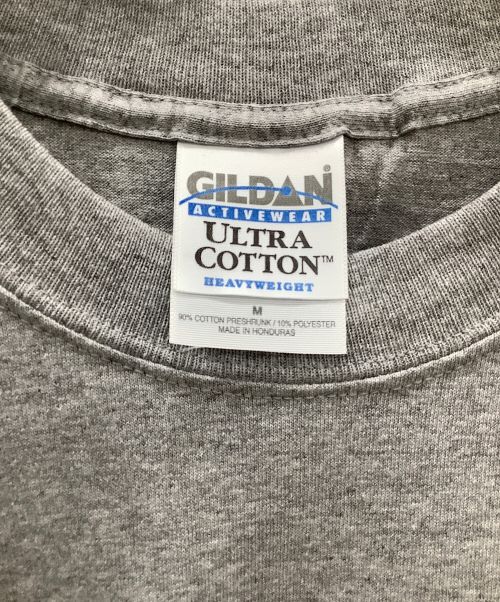 GILDAN®
ACTIVEWEAR
ULTRA
COTTON™
HEAVYWEIGHT
M
90% COTTON PRESHRUNK / 10% POLYESTER
MADE IN HONDURAS